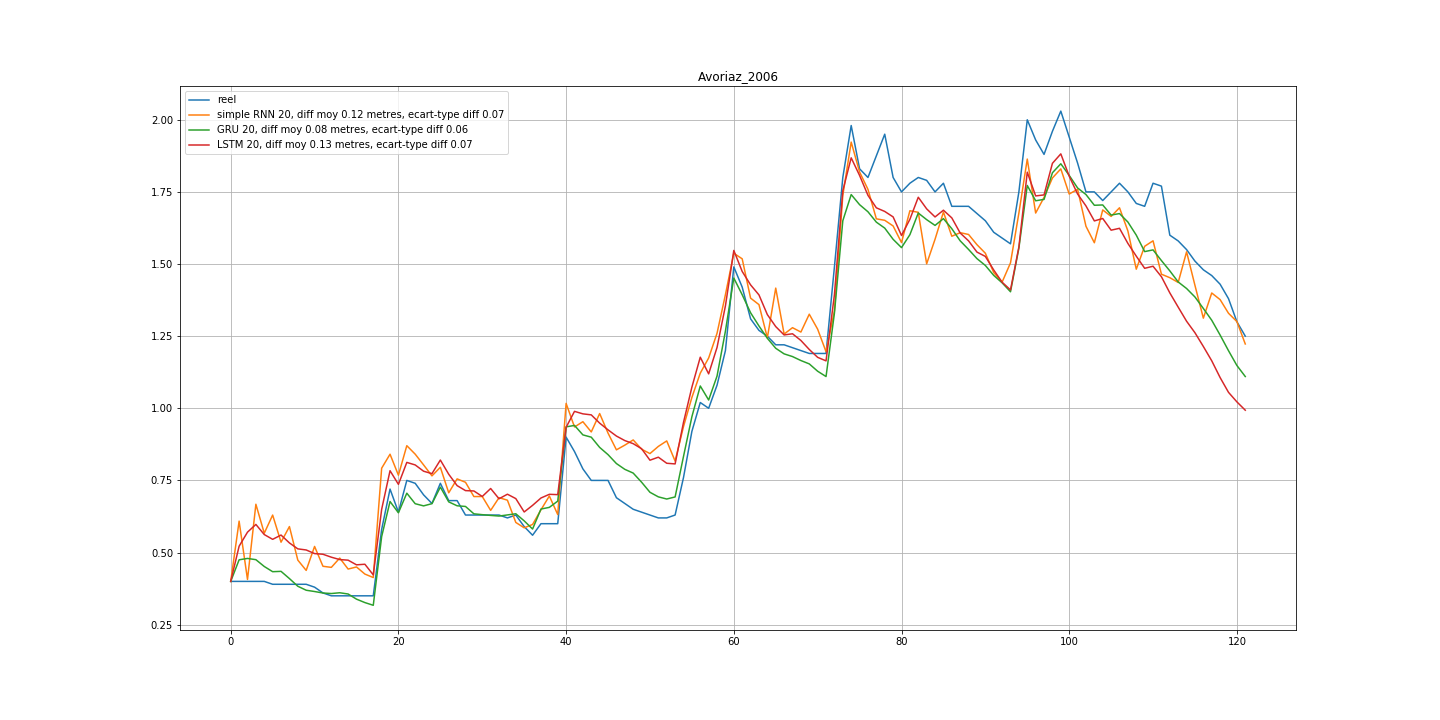 Avoriaz_2006
reel
simple RNN 20, diff moy 0.12 metres, ecart-type diff 0.07
GRU 20, diff moy 0.08 metres, ecart-type diff 0.06
LSTM 20, diff moy 0.13 metres, ecart-type diff 0.07
2.00
1.75
1.50
1.25
1.00
0.75
0.50
0.25
0 20 40 60 80 100 120